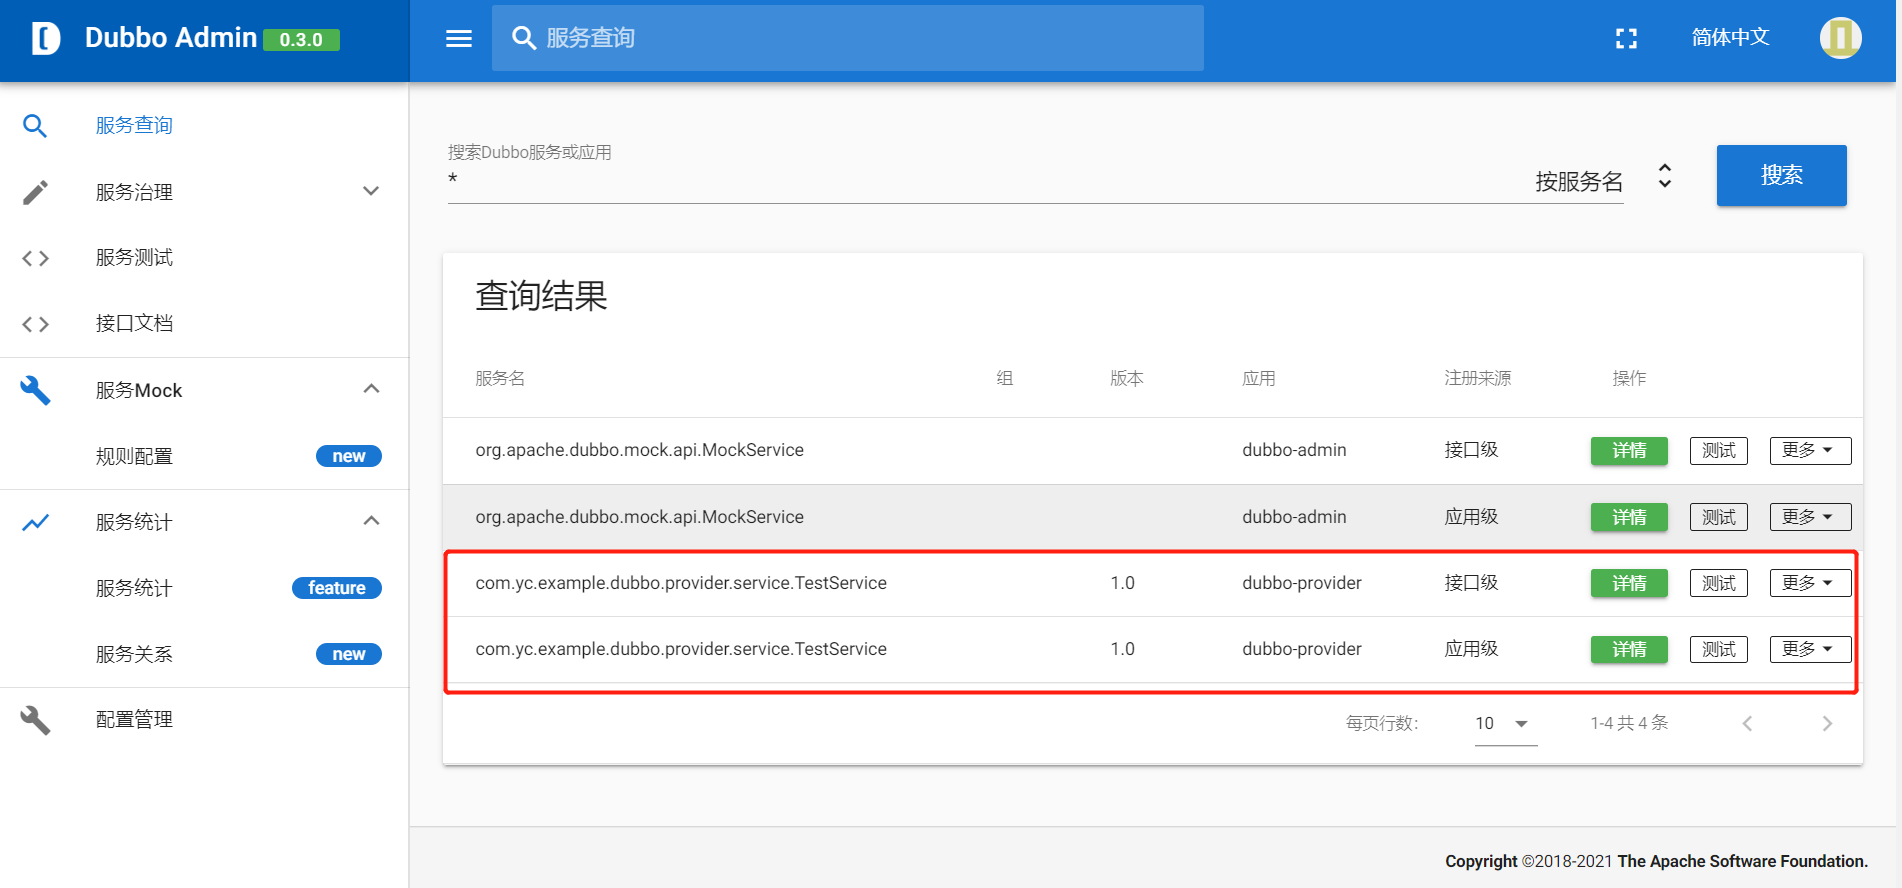 Dubbo Admin 0.3.0
服务查询
简体中文
服务查询
服务治理
服务测试
接口文档
服务Mock
规则配置 new
服务统计
服务统计 feature
服务关系 new
配置管理
搜索Dubbo服务或应用
* 按服务名 搜索
查询结果
服务名 组 版本 应用 注册来源 操作
org.apache.dubbo.mock.api.MockService dubbo-admin 接口级 详情 测试 更多
org.apache.dubbo.mock.api.MockService dubbo-admin 应用级 详情 测试 更多
com.yc.example.dubbo.provider.service.TestService 1.0 dubbo-provider 接口级 详情 测试 更多
com.yc.example.dubbo.provider.service.TestService 1.0 dubbo-provider 应用级 详情 测试 更多
每页行数: 10 1-4 共 4 条
Copyright ©2018-2021 The Apache Software Foundation.